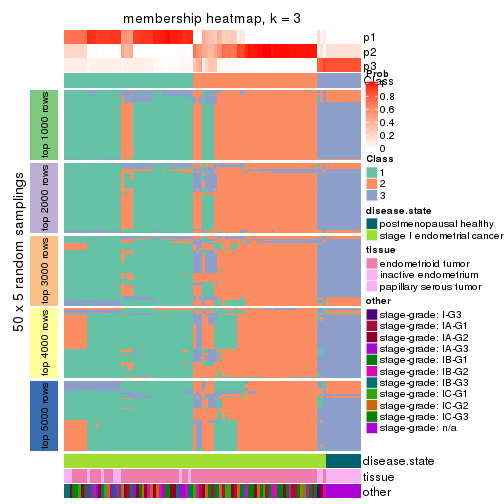 membership heatmap, k = 3
p1
p2
p3
Class
50 x 5 random samplings
top 1000 rows
top 2000 rows
top 3000 rows
top 4000 rows
top 5000 rows
disease.state
tissue
other
Prob
0.8
0.6
0.4
0.2
0
Class
1
2
3
disease.state
postmenopausal healthy
stage I endometrial cancer
tissue
endometrioid tumor
inactive endometrium
papillary serous tumor
other
stage-grade: I-G3
stage-grade: IA-G1
stage-grade: IA-G2
stage-grade: IA-G3
stage-grade: IB-G1
stage-grade: IB-G2
stage-grade: IB-G3
stage-grade: IC-G1
stage-grade: IC-G2
stage-grade: IC-G3
stage-grade: n/a